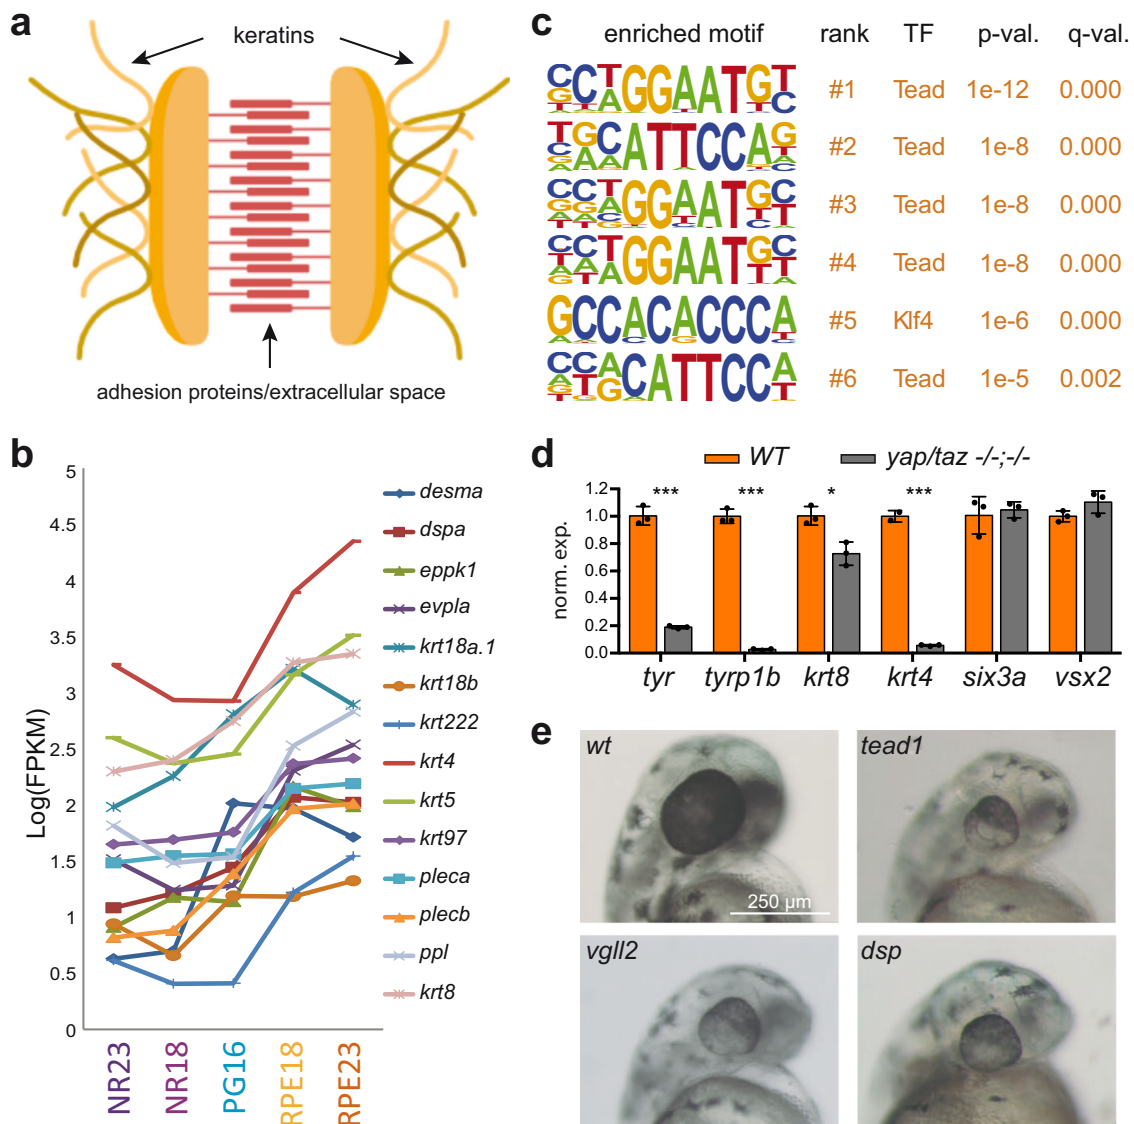 a
keratins
adhesion proteins/extracellular space
b
Log(FPKM)
5
4.5
4
3.5
3
2.5
2
1.5
1
0.5
0
NR23
NR18
PG16
RPE18
RPE23
desma
dspa
eppk1
evpla
krt18a.1
krt18b
krt222
krt4
krt5
krt97
pleca
plecb
ppl
krt8
c
enriched motif rank TF p-val. q-val.
#1 Tead 1e-12 0.000
#2 Tead 1e-8 0.000
#3 Tead 1e-8 0.000
#4 Tead 1e-8 0.000
#5 Klf4 1e-6 0.000
#6 Tead 1e-5 0.002
d
WT yap/taz -/-;-/-
norm. exp.
1.2
1.0
0.8
0.6
0.4
0.2
0.0
*** *** * ***
tyr tyrp1b krt8 krt4 six3a vsx2
e
wt
250 µm
tead1
vgll2
dsp